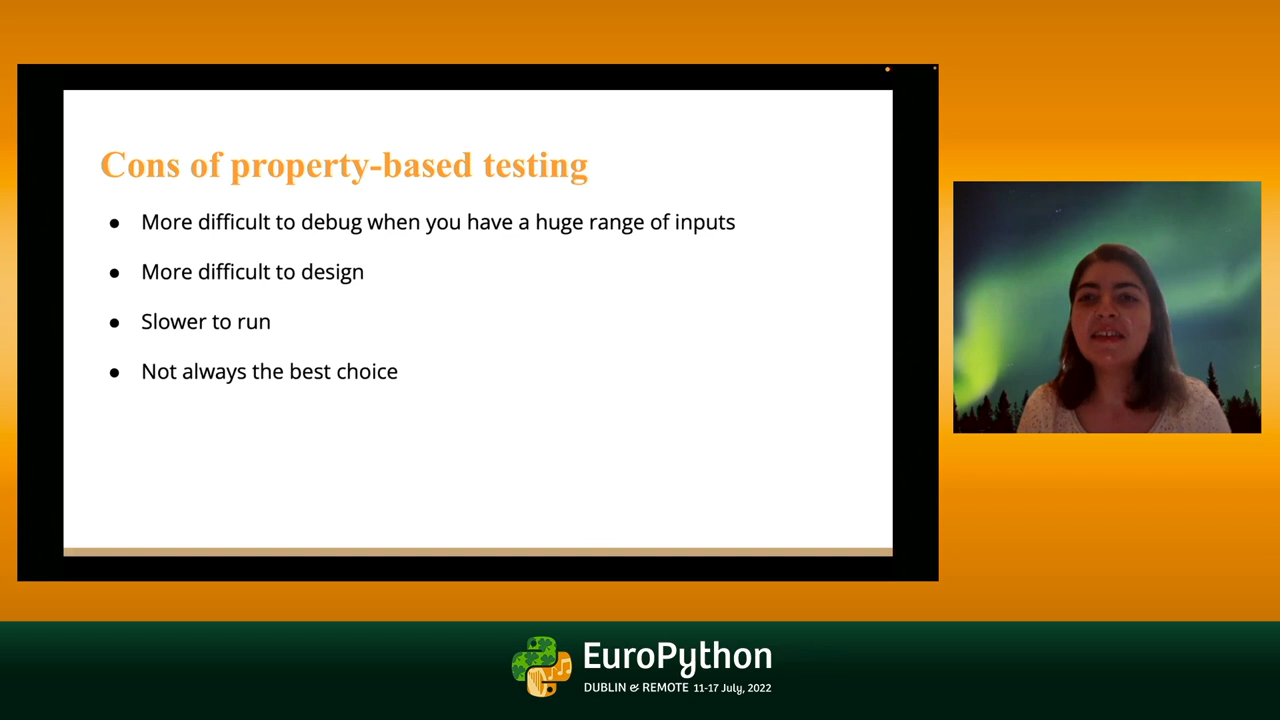 Cons of property-based testing
● More difficult to debug when you have a huge range of inputs
● More difficult to design
● Slower to run
● Not always the best choice
EuroPython
DUBLIN & REMOTE 11-17 July, 2022